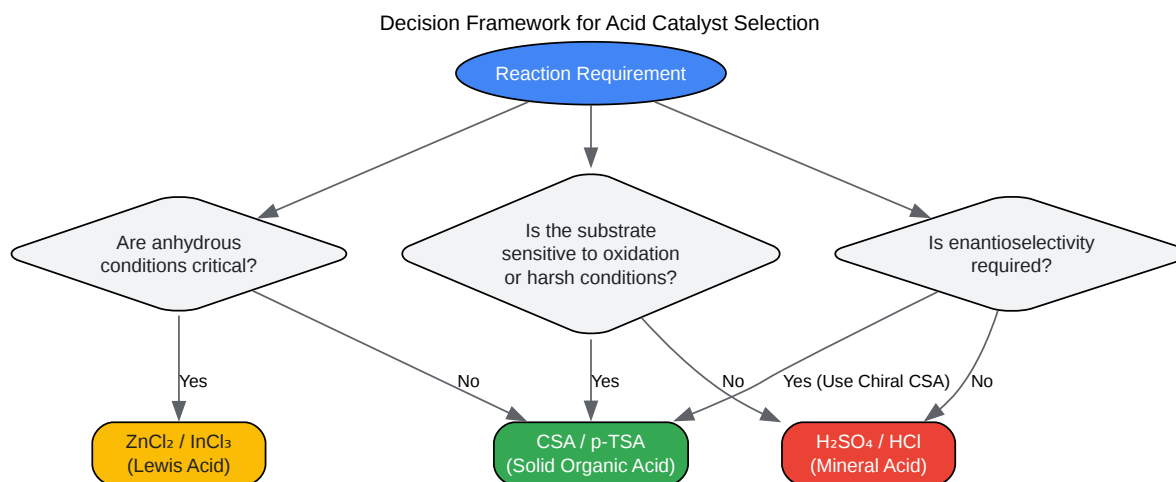 Decision Framework for Acid Catalyst Selection
Reaction Requirement
Are anhydrous
conditions critical?
Is the substrate
sensitive to oxidation
or harsh conditions?
Is enantioselectivity
required?
Yes
No
Yes
No
Yes (Use Chiral CSA)
No
ZnCl₂ / InCl₃
(Lewis Acid)
CSA / p-TSA
(Solid Organic Acid)
H₂SO₄ / HCl
(Mineral Acid)